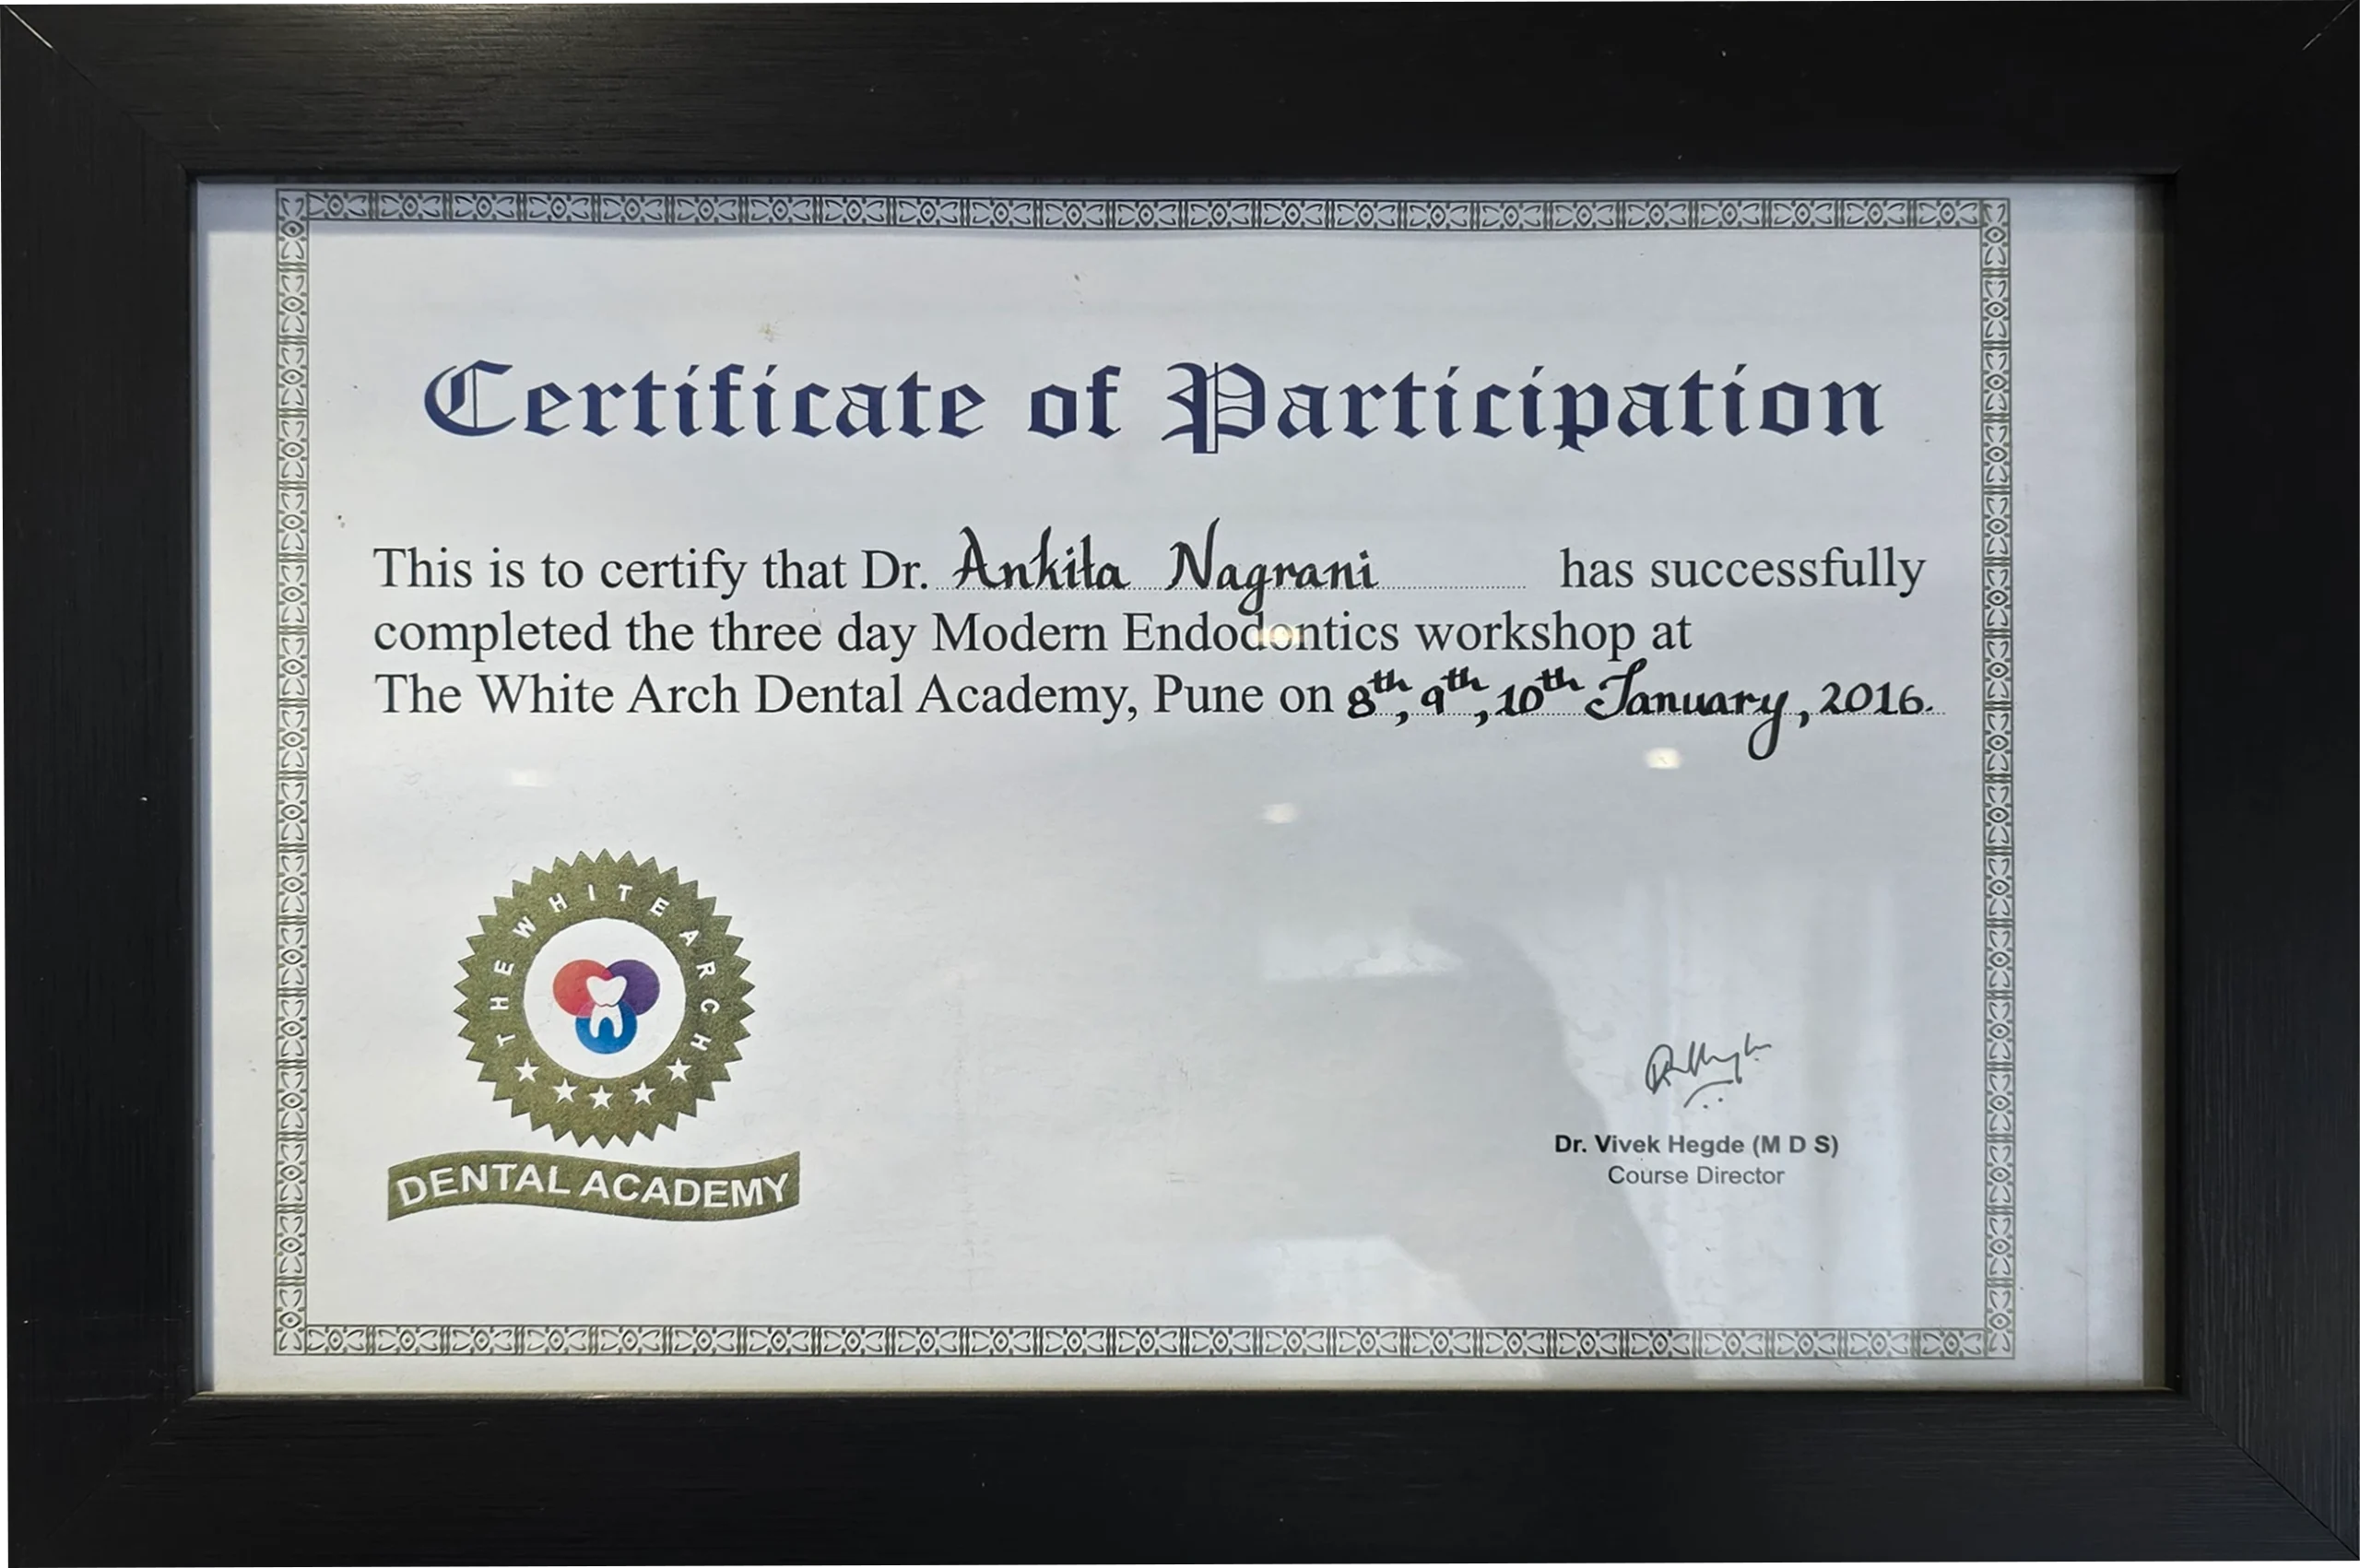 Certificate of Participation
This is to certify that Dr. Ankita Nagrani has successfully
completed the three day Modern Endodontics workshop at
The White Arch Dental Academy, Pune on 8th, 9th, 10th January, 2016.
THE WHITE ARCH
DENTAL ACADEMY
Dr. Vivek Hegde (M D S)
Course Director